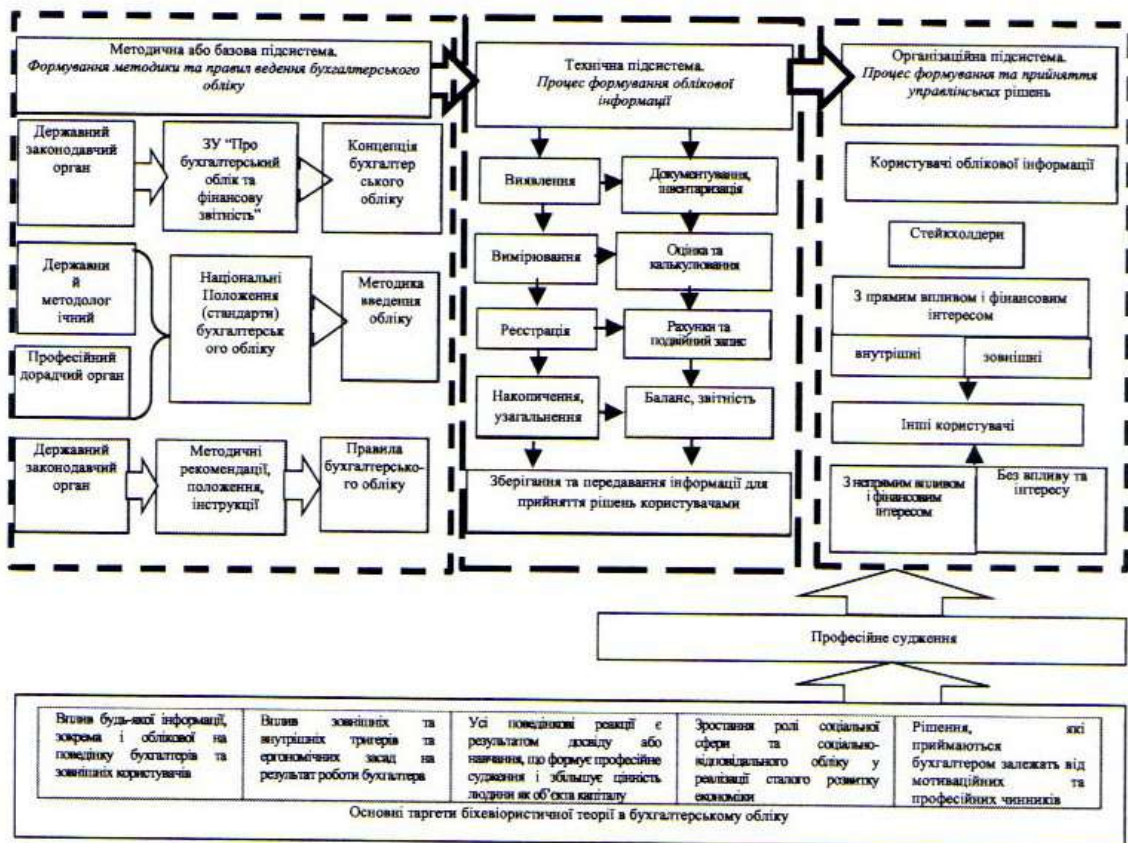 Методична або базова підсистема.
Формування методики та правил ведення бухгалтерського
обліку
Державний
законодавчий
орган
ЗУ “Про
бухгалтерський
облік та
фінансову
звітність”
Концепція
бухгалтер
ського
обліку
Державни
й
методолог
ічний
Професійний
дорадчий орган
Національні
Положення
(стандарти)
бухгалтерськ
ого обліку
Методика
введення
обліку
Державний
законодавчий
орган
Методичні
рекомендації,
положення,
інструкції
Правила
бухгалтерсько-
го обліку
Технічна підсистема.
Процес формування облікової
інформації
Виявлення
Документування,
інвентаризація
Вимірювання
Оцінка та
калькулювання
Реєстрація
Рахунки та
подвійний запис
Накопичення,
узагальнення
Баланс, звітність
Зберігання та передавання інформації для
прийняття рішень користувачами
Організаційна підсистема.
Процес формування та прийняття
управлінських рішень
Користувачі облікової інформації
Стейкхолдери
З прямим впливом і фінансовим
інтересом
внутрішні
зовнішні
Інші користувачі
З непрямим впливом
і фінансовим
інтересом
Без впливу та
інтересу
Професійне судження
Вплив будь-якої інформації,
зокрема і облікової на
поведінку бухгалтерів та
зовнішніх користувачів
Вплив зовнішніх та
внутрішніх тригерів та
ергономічних засад на
результат роботи бухгалтера
Усі поведінкові реакції є
результатом досвіду або
навчання, що формує професійне
судження і збільшує цінність
людини як об’єкта капіталу
Зростання ролі соціальної
сфери та соціально-
відповідального обліку у
реалізації сталого розвитку
економіки
Рішення, які
приймаються
бухгалтером залежать від
мотиваційних та
професійних чинників
Основні таргети біхевіористичної теорії в бухгалтерському обліку